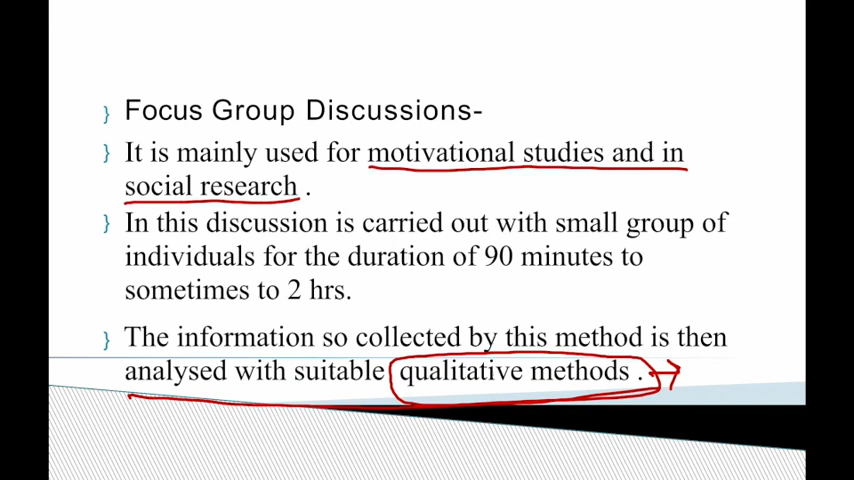 Focus Group Discussions-
It is mainly used for motivational studies and in
social research .
In this discussion is carried out with small group of
individuals for the duration of 90 minutes to
sometimes to 2 hrs.
The information so collected by this method is then
analysed with suitable qualitative methods .